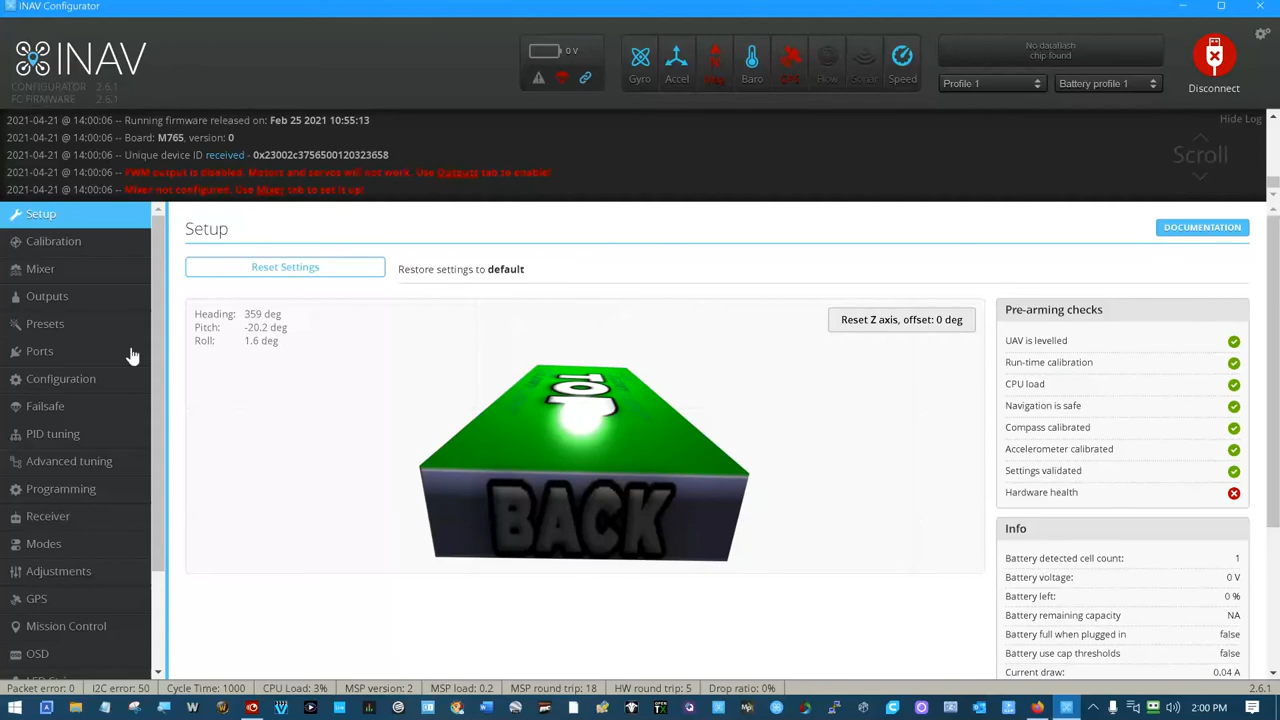 INAV Configurator
INAV
CONFIGURATOR 2.6.1
FC FIRMWARE 2.6.1
0 V
Gyro
Accel
Mag
Baro
GPS
Flow
Sonar
Speed
No dataflash
chip found
Profile 1
Battery profile 1
Disconnect
2021-04-21 @ 14:00:06 -- Running firmware released on: Feb 25 2021 10:55:13
Hide Log
2021-04-21 @ 14:00:06 -- Board: M765, version: 0
2021-04-21 @ 14:00:06 -- Unique device ID received - 0x23002c3756500120323658
Scroll
2021-04-21 @ 14:00:06 -- PWM output is disabled. Motors and servos will not work. Use Outputs tab to enable!
2021-04-21 @ 14:00:06 -- Mixer not configured. Use Mixer tab to set it up!
Setup
Calibration
Mixer
Outputs
Presets
Ports
Configuration
Failsafe
PID tuning
Advanced tuning
Programming
Receiver
Modes
Adjustments
GPS
Mission Control
OSD
Setup
DOCUMENTATION
Reset Settings
Restore settings to default
Heading: 359 deg
Pitch: -20.2 deg
Roll: 1.6 deg
Reset Z axis, offset: 0 deg
TOP
BACK
Pre-arming checks
UAV is levelled
Run-time calibration
CPU load
Navigation is safe
Compass calibrated
Accelerometer calibrated
Settings validated
Hardware health
Info
Battery detected cell count: 1
Battery voltage: 0 V
Battery left: 0 %
Battery remaining capacity NA
Battery full when plugged in false
Battery use cap thresholds false
Current draw: 0.04 A
Packet error: 0
I2C error: 50
Cycle Time: 1000
CPU Load: 3%
MSP version: 2
MSP load: 0.2
MSP round trip: 18
HW round trip: 5
Drop ratio: 0%
2.6.1
2:00 PM